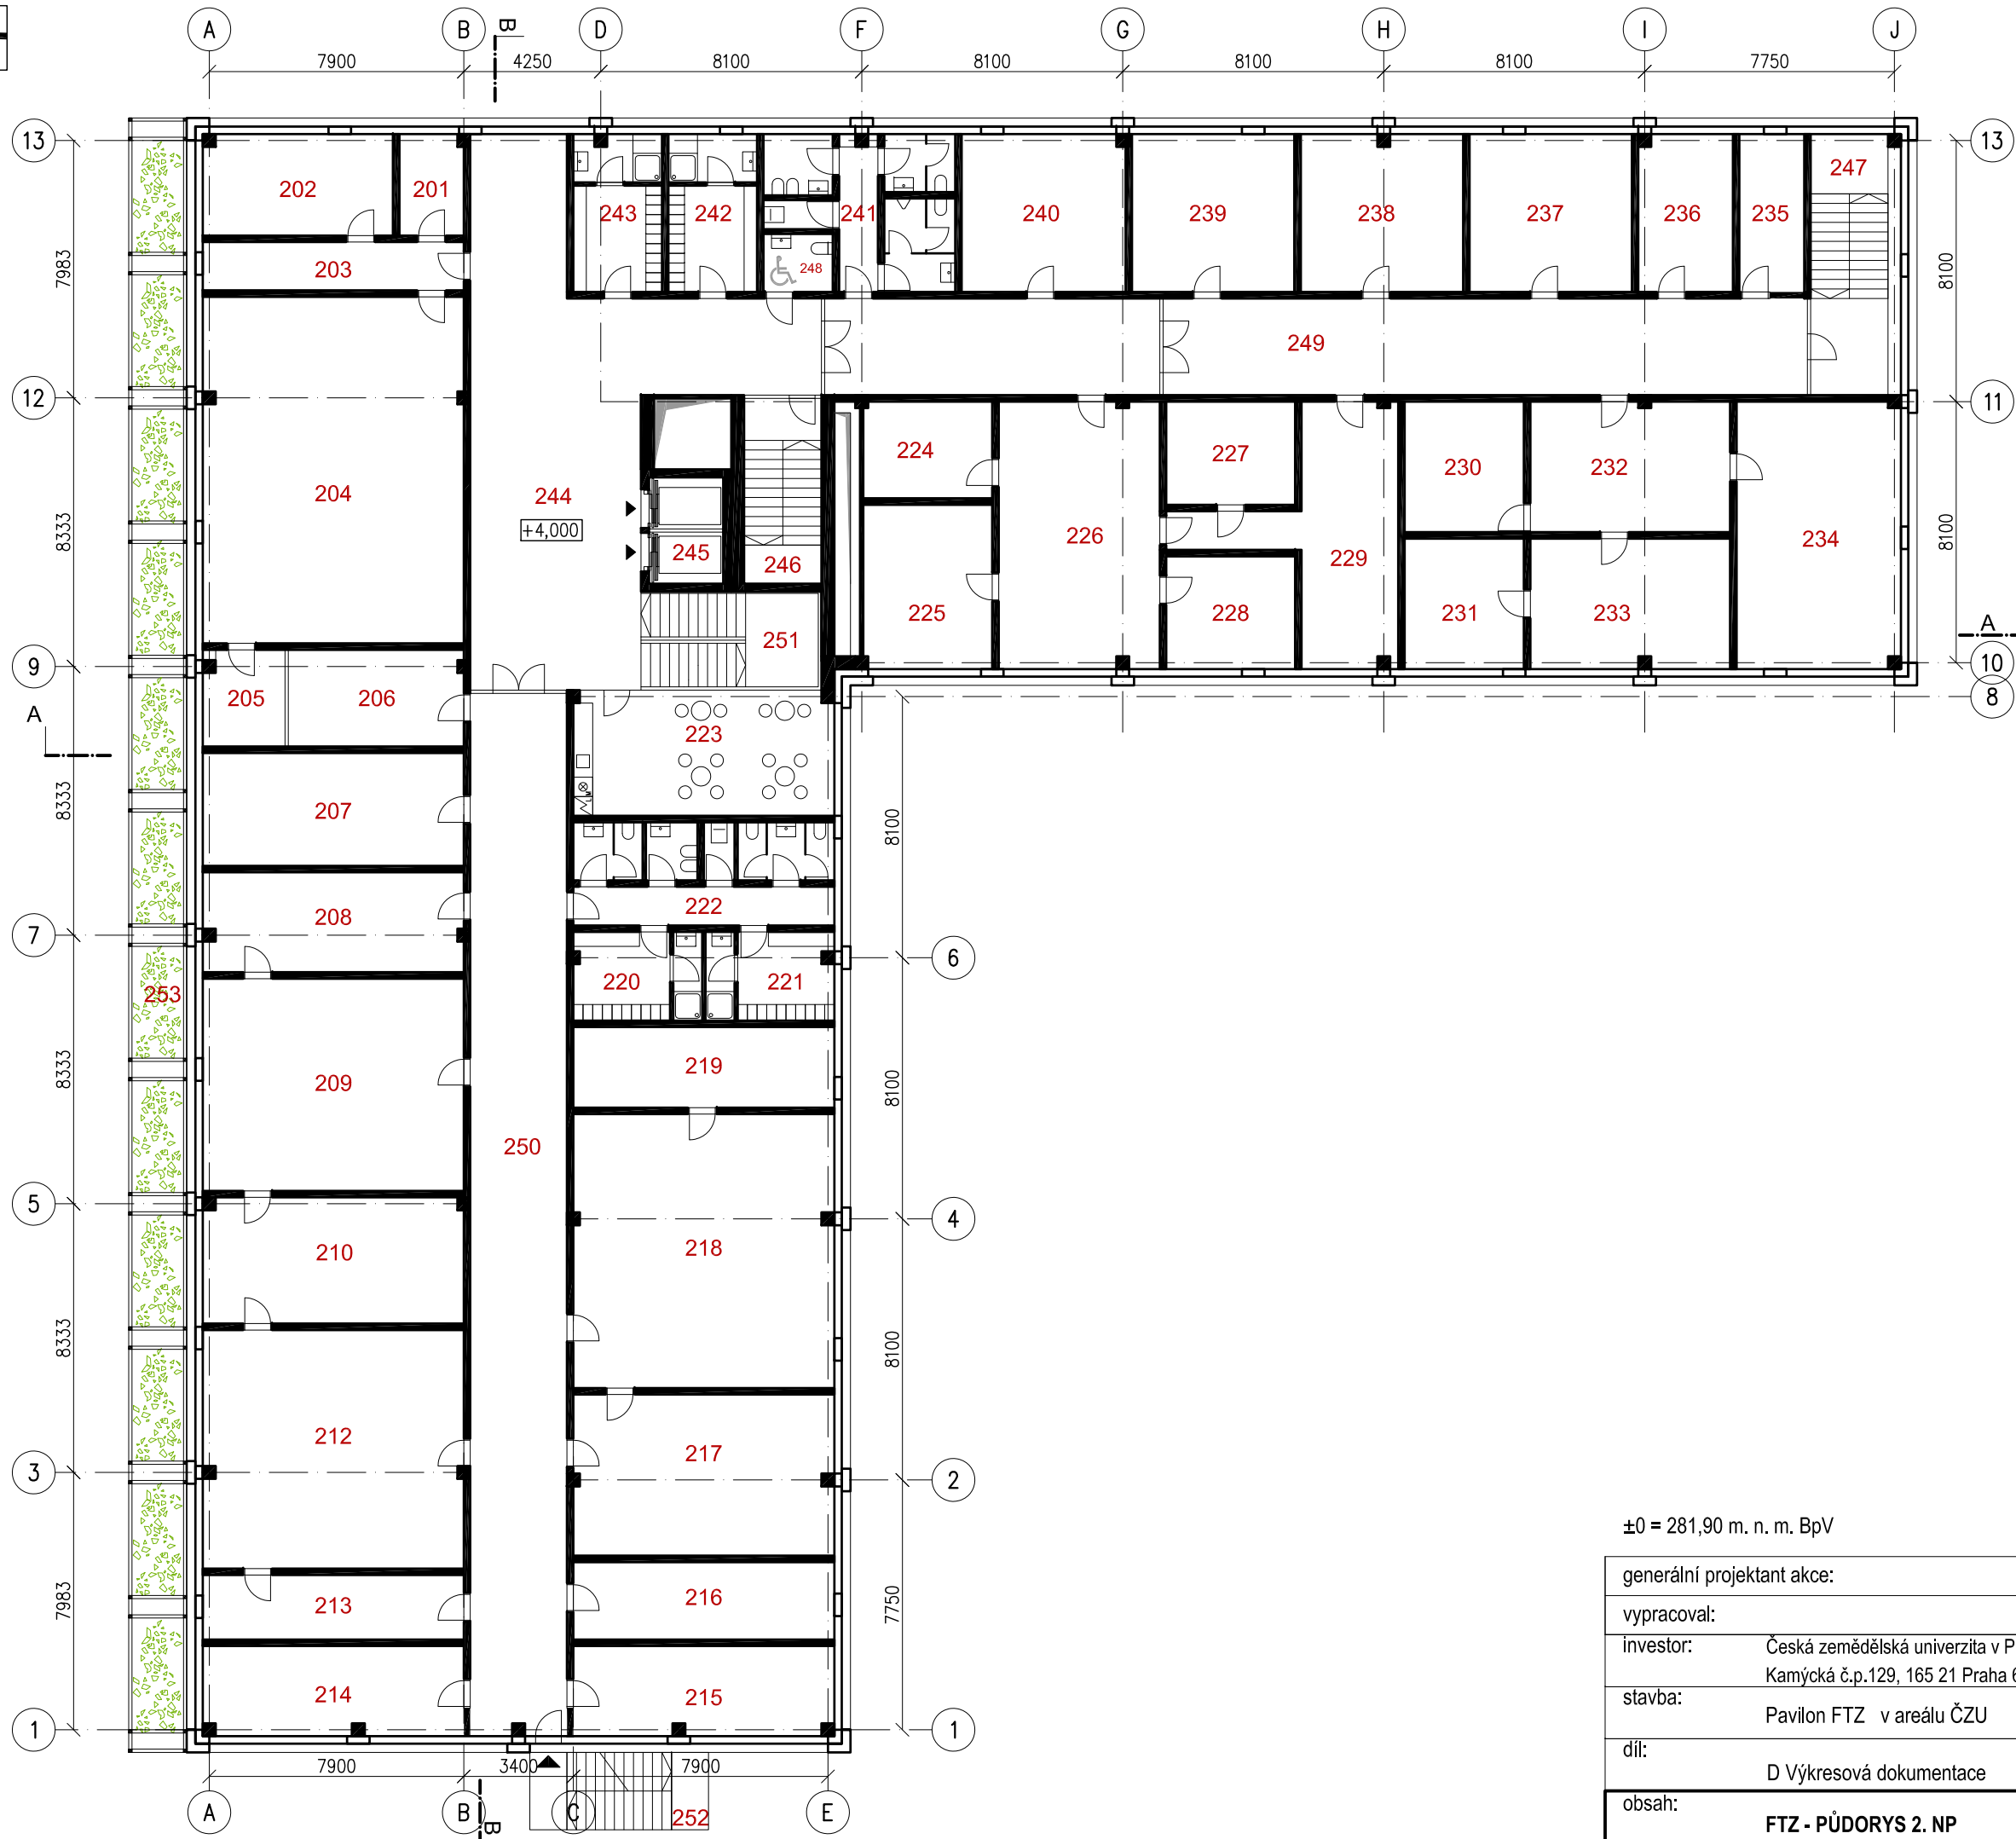 A B B D F G H I J
7900 4250 8100 8100 8100 8100 7750
13 13
202 201 243 242 241 240 239 238 237 236 235 247
248
203
7983 8100
249
12 11
204 244 +4,000 245 246
224 227 230 232 234
226 229
8333 8100
251 225 228 231 233
A
9 10
8
205 206
A
223
207
8333 8100
208 222
7 6
253
220 221
209 219
8333 8100
250
5 4
210 218
8333 8100
212 217
3 2
213 216
7983 7750
214 215
1 1
7900 3400 7900
A B C E
B 252
±0 = 281,90 m. n. m. BpV
generální projektant akce:
vypracoval:
investor: Česká zemědělská univerzita v P
Kamýcká č.p.129, 165 21 Praha 6
stavba: Pavilon FTZ v areálu ČZU
díl: D Výkresová dokumentace
obsah: FTZ - PŮDORYS 2. NP